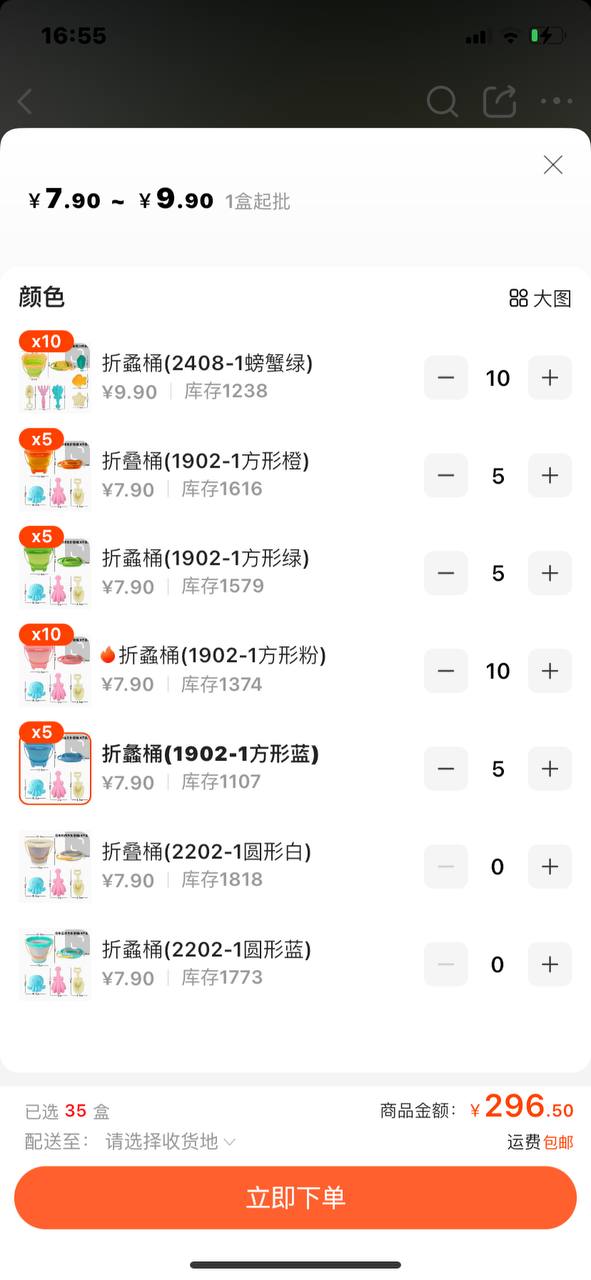 16:55
¥7.90 ~ ¥9.90 1盒起批
颜色
大图
x10
折蟊桶(2408-1螃蟹绿)
¥9.90 库存1238
10
x5
折叠桶(1902-1方形橙)
¥7.90 库存1616
5
x5
折蟊桶(1902-1方形绿)
¥7.90 库存1579
5
x10
🔥折蟊桶(1902-1方形粉)
¥7.90 库存1374
10
x5
折蠡桶(1902-1方形蓝)
¥7.90 库存1107
5
折叠桶(2202-1圆形白)
¥7.90 库存1818
0
折蟊桶(2202-1圆形蓝)
¥7.90 库存1773
0
已选 35 盒
商品金额: ¥296.50
配送至: 请选择收货地
运费包邮
立即下单